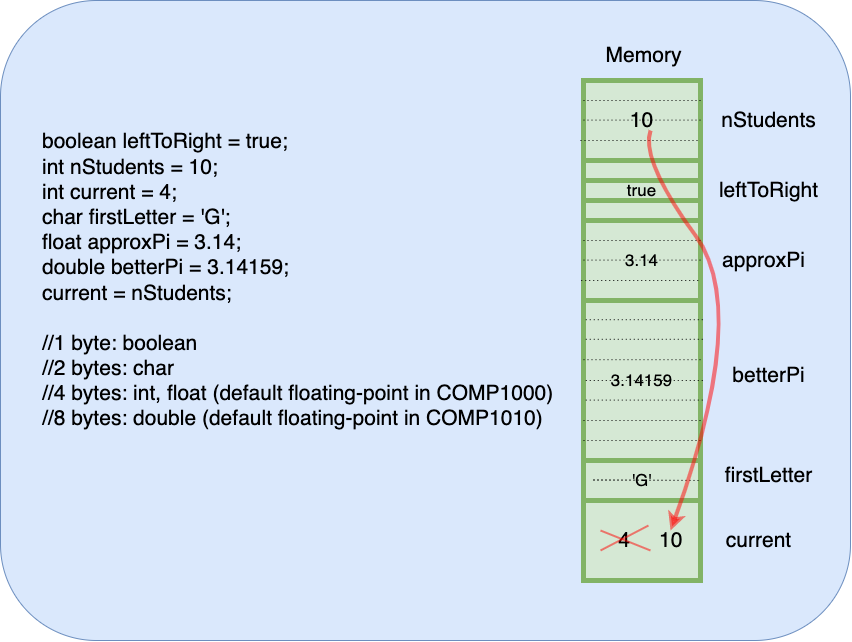 Memory
boolean leftToRight = true;
int nStudents = 10;
int current = 4;
char firstLetter = 'G';
float approxPi = 3.14;
double betterPi = 3.14159;
current = nStudents;
//1 byte: boolean
//2 bytes: char
//4 bytes: int, float (default floating-point in COMP1000)
//8 bytes: double (default floating-point in COMP1010)
10 nStudents
true leftToRight
3.14 approxPi
3.14159 betterPi
'G' firstLetter
4 10 current